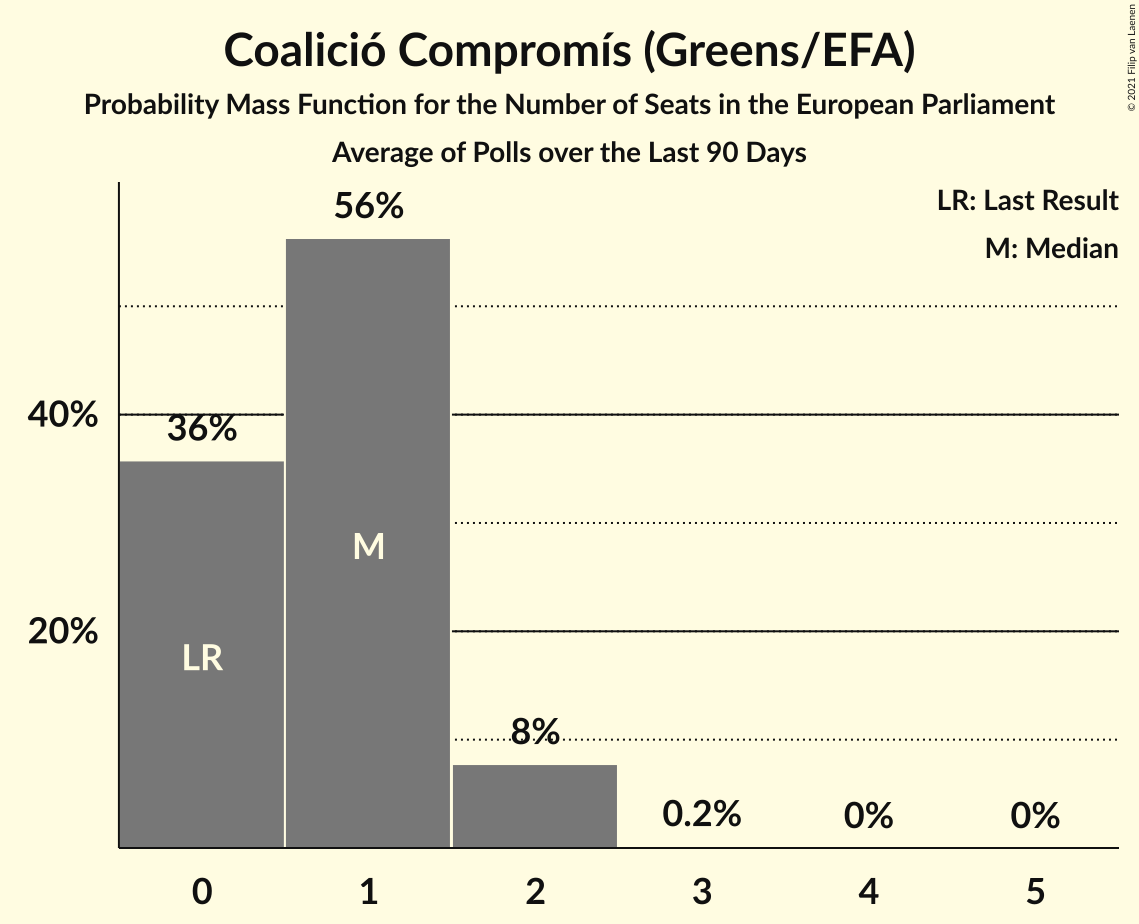 Coalició Compromís (Greens/EFA)
Probability Mass Function for the Number of Seats in the European Parliament
Average of Polls over the Last 90 Days
© 2021 Filip van Laenen
LR: Last Result
M: Median
56%
40%
36%
M
20%
LR
8%
0.2%
0%
0%
0
1
2
3
4
5